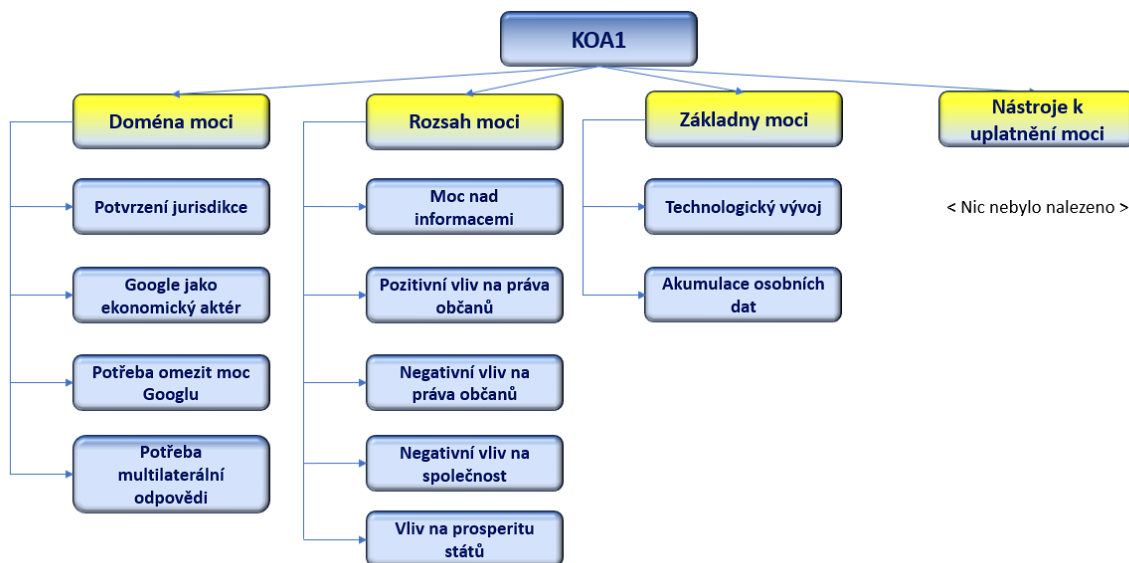 KOA1
Doména moci
Potvrzení jurisdikce
Google jako
ekonomický aktér
Potřeba omezit moc
Googlu
Potřeba
multilaterální
odpovědi
Rozsah moci
Moc nad
informacemi
Pozitivní vliv na práva
občanů
Negativní vliv na
práva občanů
Negativní vliv na
společnost
Vliv na prosperitu
států
Základny moci
Technologický vývoj
Akumulace osobních
dat
Nástroje k
uplatnění moci
< Nic nebylo nalezeno >